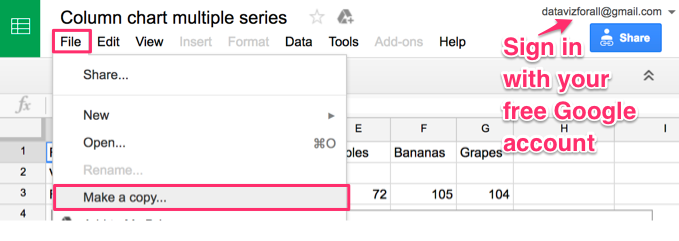 Column chart multiple series
datavizforall@gmail.com
File Edit View Insert Format Data Tools Add-ons Help
Share
Sign in
with your
free Google
account
Share...
New
Open... ⌘O
Rename...
Make a copy...
fx
E F G H I
1 Bananas Grapes
2
3 72 105 104
4